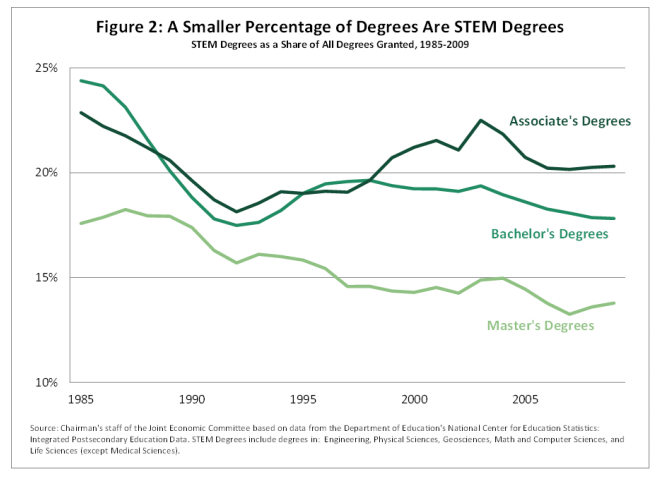 Figure 2: A Smaller Percentage of Degrees Are STEM Degrees
STEM Degrees as a Share of All Degrees Granted, 1985-2009
25%
Associate's Degrees
20%
Bachelor's Degrees
15%
Master's Degrees
10%
1985 1990 1995 2000 2005
Source: Chairman's staff of the Joint Economic Committee based on data from the Department of Education's National Center for Education Statistics:
Integrated Postsecondary Education Data. STEM Degrees include degrees in: Engineering, Physical Sciences, Geosciences, Math and Computer Sciences, and
Life Sciences (except Medical Sciences).